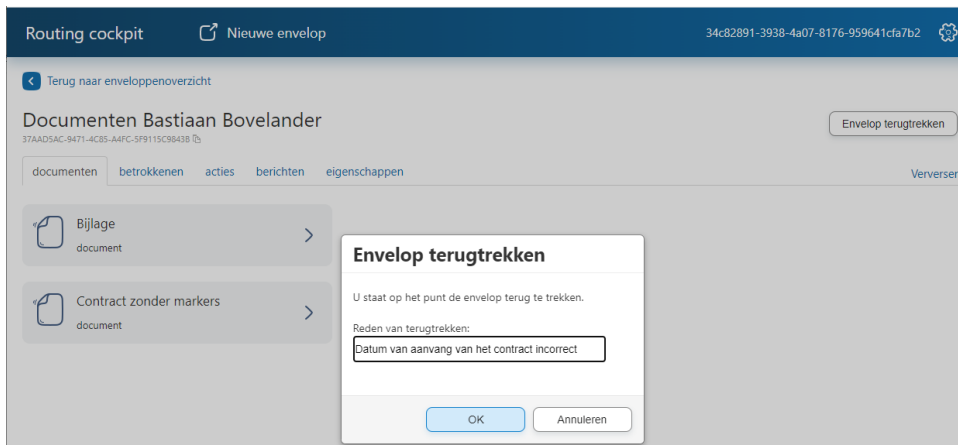 Routing cockpit
Nieuwe envelop
34c82891-3938-4a07-8176-959641cfa7b2
Terug naar enveloppenoverzicht
Documenten Bastiaan Bovelander
37AAD5AC-9471-4C85-A4FC-5F9115C9843B
Envelop terugtrekken
documenten betrokkenen acties berichten eigenschappen
Verversen
Bijlage
document
Contract zonder markers
document
Envelop terugtrekken
U staat op het punt de envelop terug te trekken.
Reden van terugtrekken:
Datum van aanvang van het contract incorrect
OK Annuleren